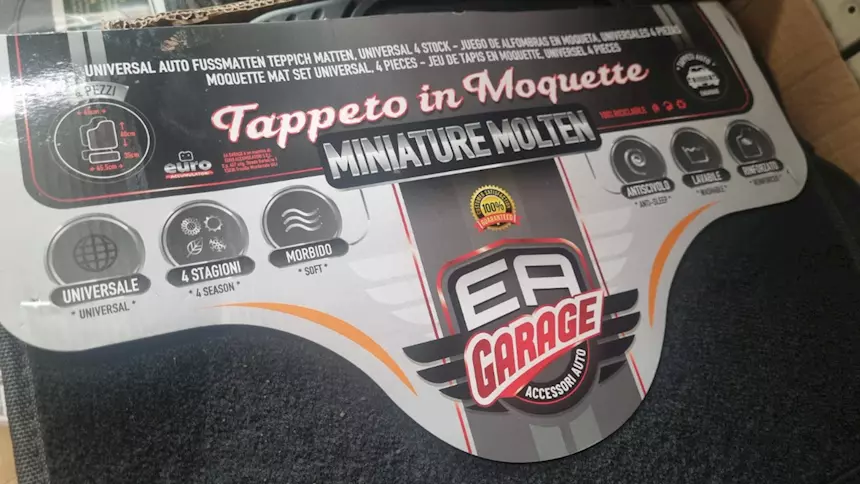 UNIVERSAL AUTO FUSSMATTEN TEPPICH MATTEN, UNIVERSAL 4 STOCK - JUEGO DE ALFOMBRAS EN MOQUETA, UNIVERSALES 4 PIEZAS
MOQUETTE MAT SET UNIVERSAL, 4 PIECES - JEU DE TAPIS EN MOQUETTE, UNIVERSEL 4 PIECES
4 PEZZI
Tappeto in Moquette
MINIATURE MOLTEN
100% RICICLABILE
euro
ACCUMULATORI
UNIVERSALE
" UNIVERSAL "
4 STAGIONI
" 4 SEASON "
MORBIDO
" SOFT "
100%
GUARANTEED
ANTISCIVOLO
" ANTI-SLEEP "
LAVABILE
" WASHABLE "
RINFORZATO
EA
GARAGE
ACCESSORI AUTO